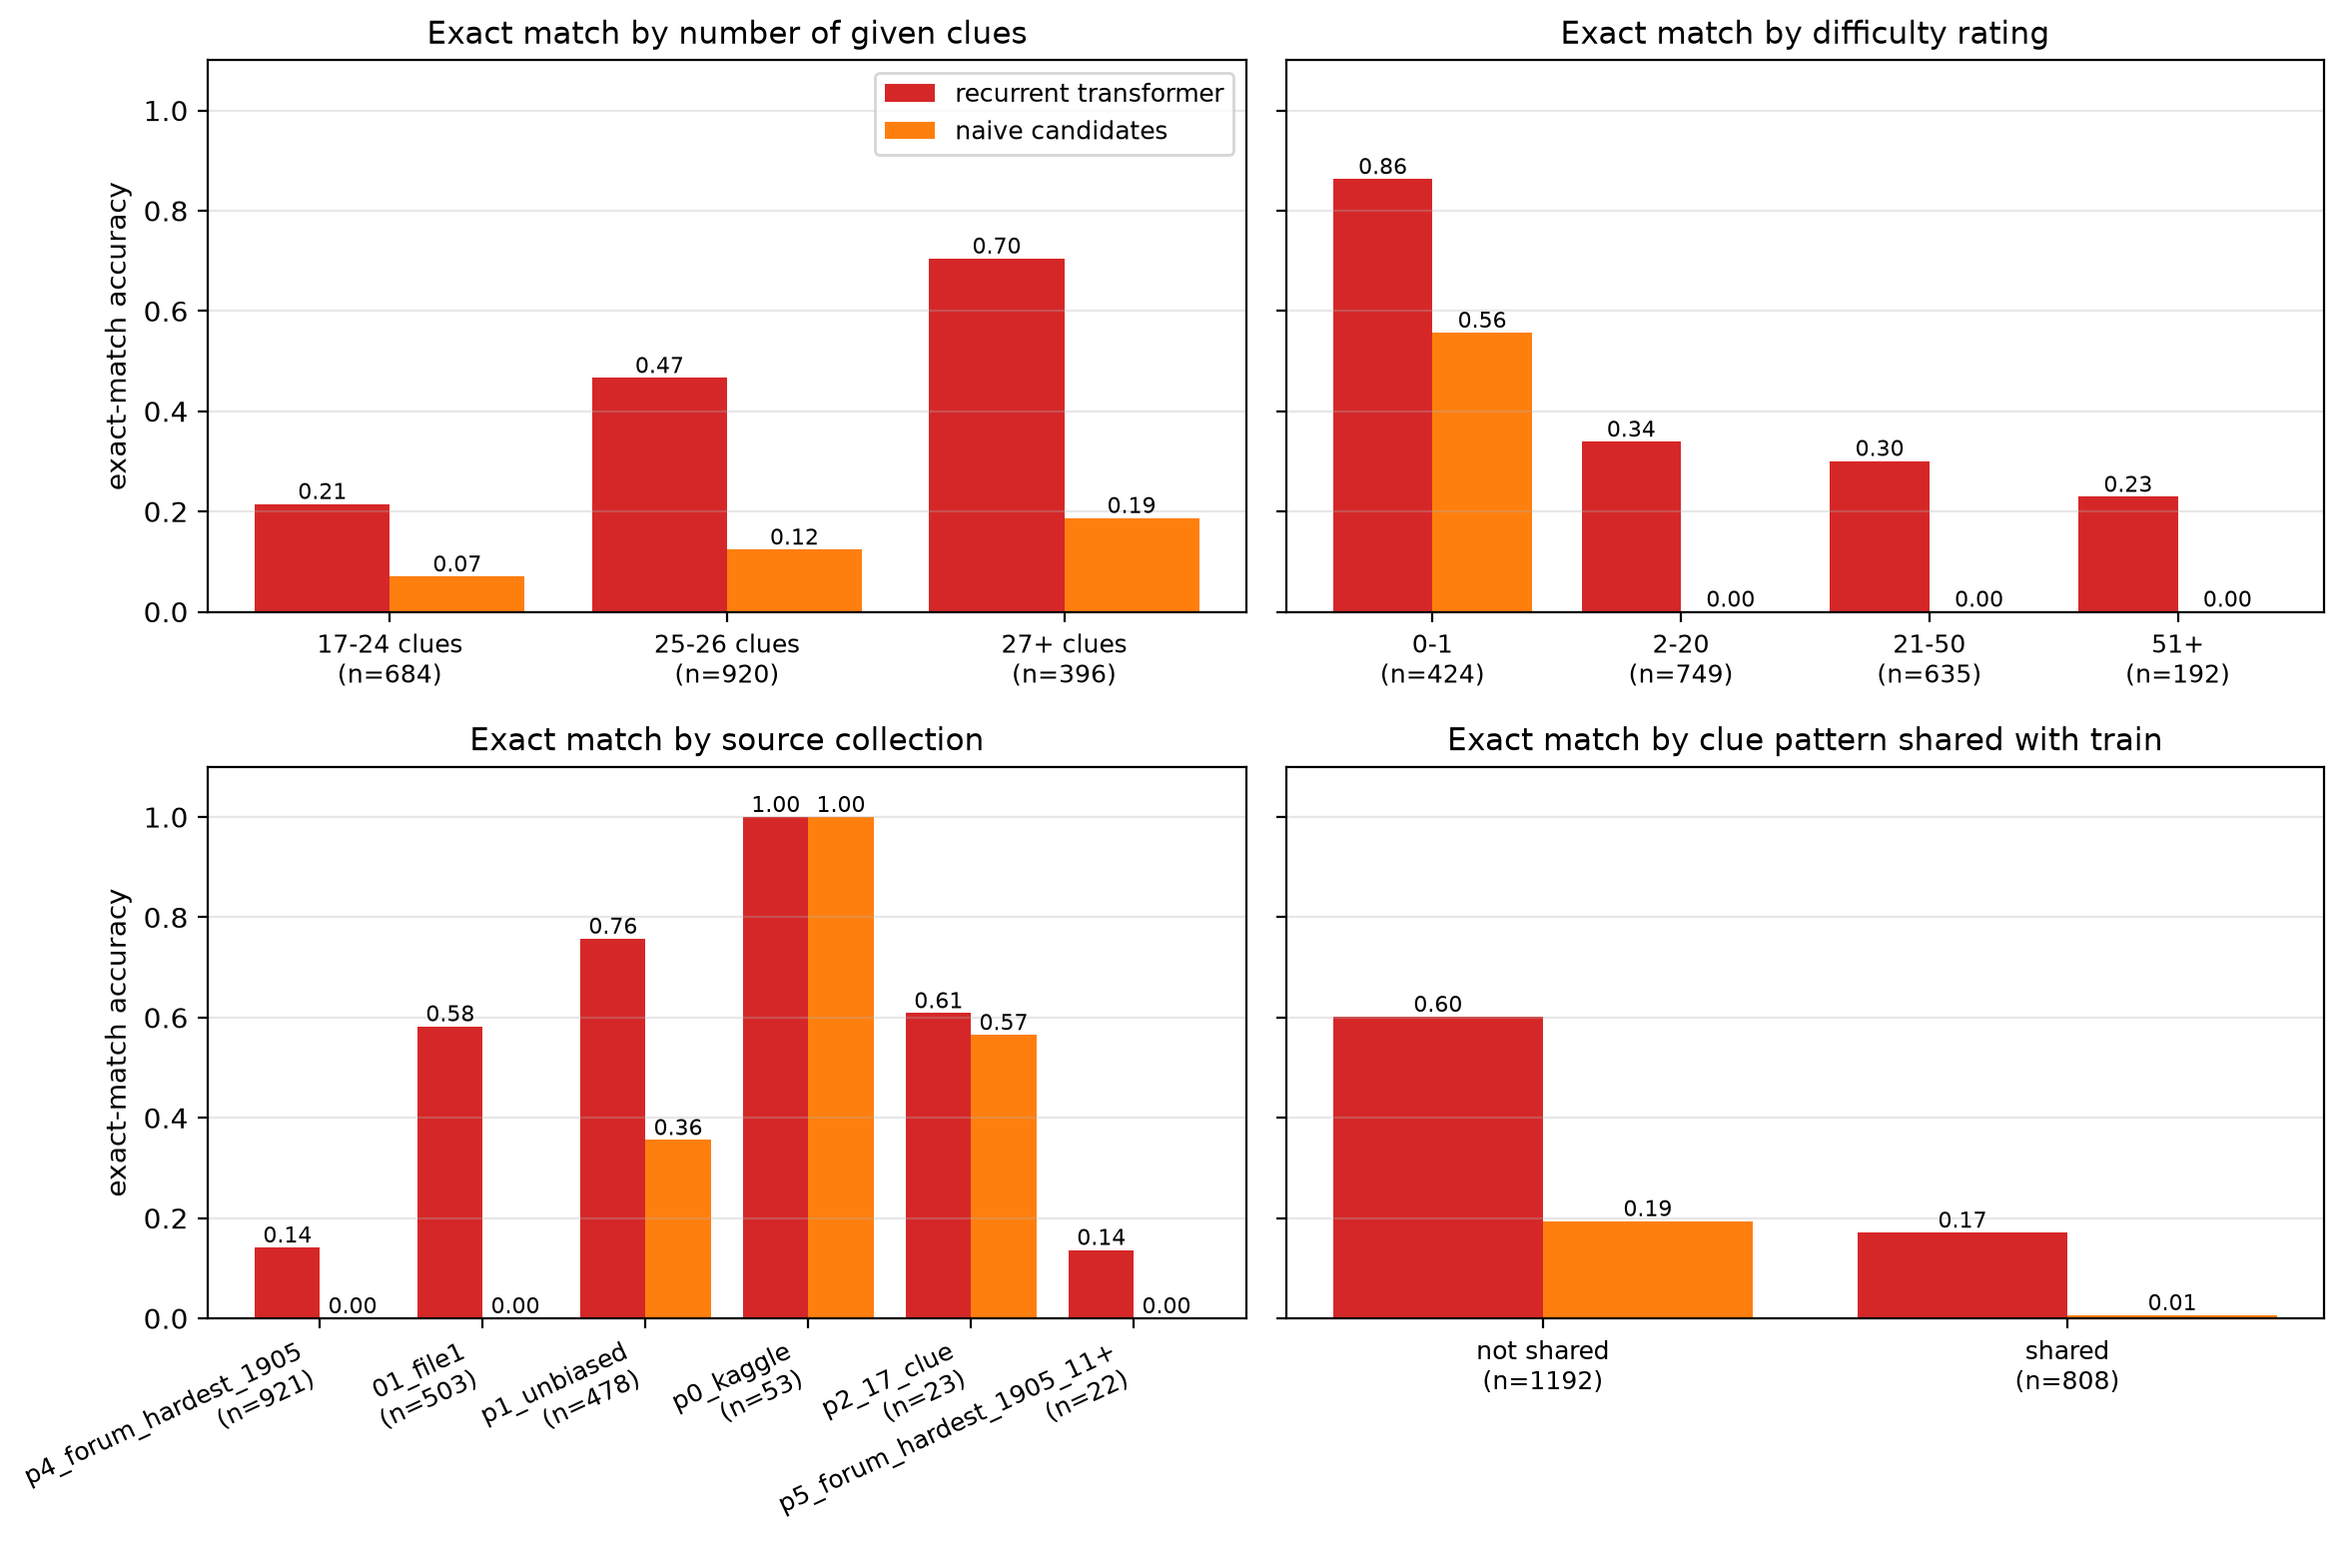 Exact match by number of given clues
recurrent transformer
naive candidates
exact-match accuracy
1.0
0.8
0.6
0.4
0.2
0.0
0.21
0.07
0.47
0.12
0.70
0.19
17-24 clues
(n=684)
25-26 clues
(n=920)
27+ clues
(n=396)
Exact match by difficulty rating
0.86
0.56
0.34
0.00
0.30
0.00
0.23
0.00
0-1
(n=424)
2-20
(n=749)
21-50
(n=635)
51+
(n=192)
Exact match by source collection
exact-match accuracy
1.0
0.8
0.6
0.4
0.2
0.0
0.14
0.00
0.58
0.00
0.76
0.36
1.00
1.00
0.61
0.57
0.14
0.00
p4_forum_hardest_1905
(n=921)
01_file1
(n=503)
p1_unbiased
(n=478)
p0_kaggle
(n=53)
p2_17_clue
(n=23)
p5_forum_hardest_1905_11+
(n=22)
Exact match by clue pattern shared with train
0.60
0.19
0.17
0.01
not shared
(n=1192)
shared
(n=808)